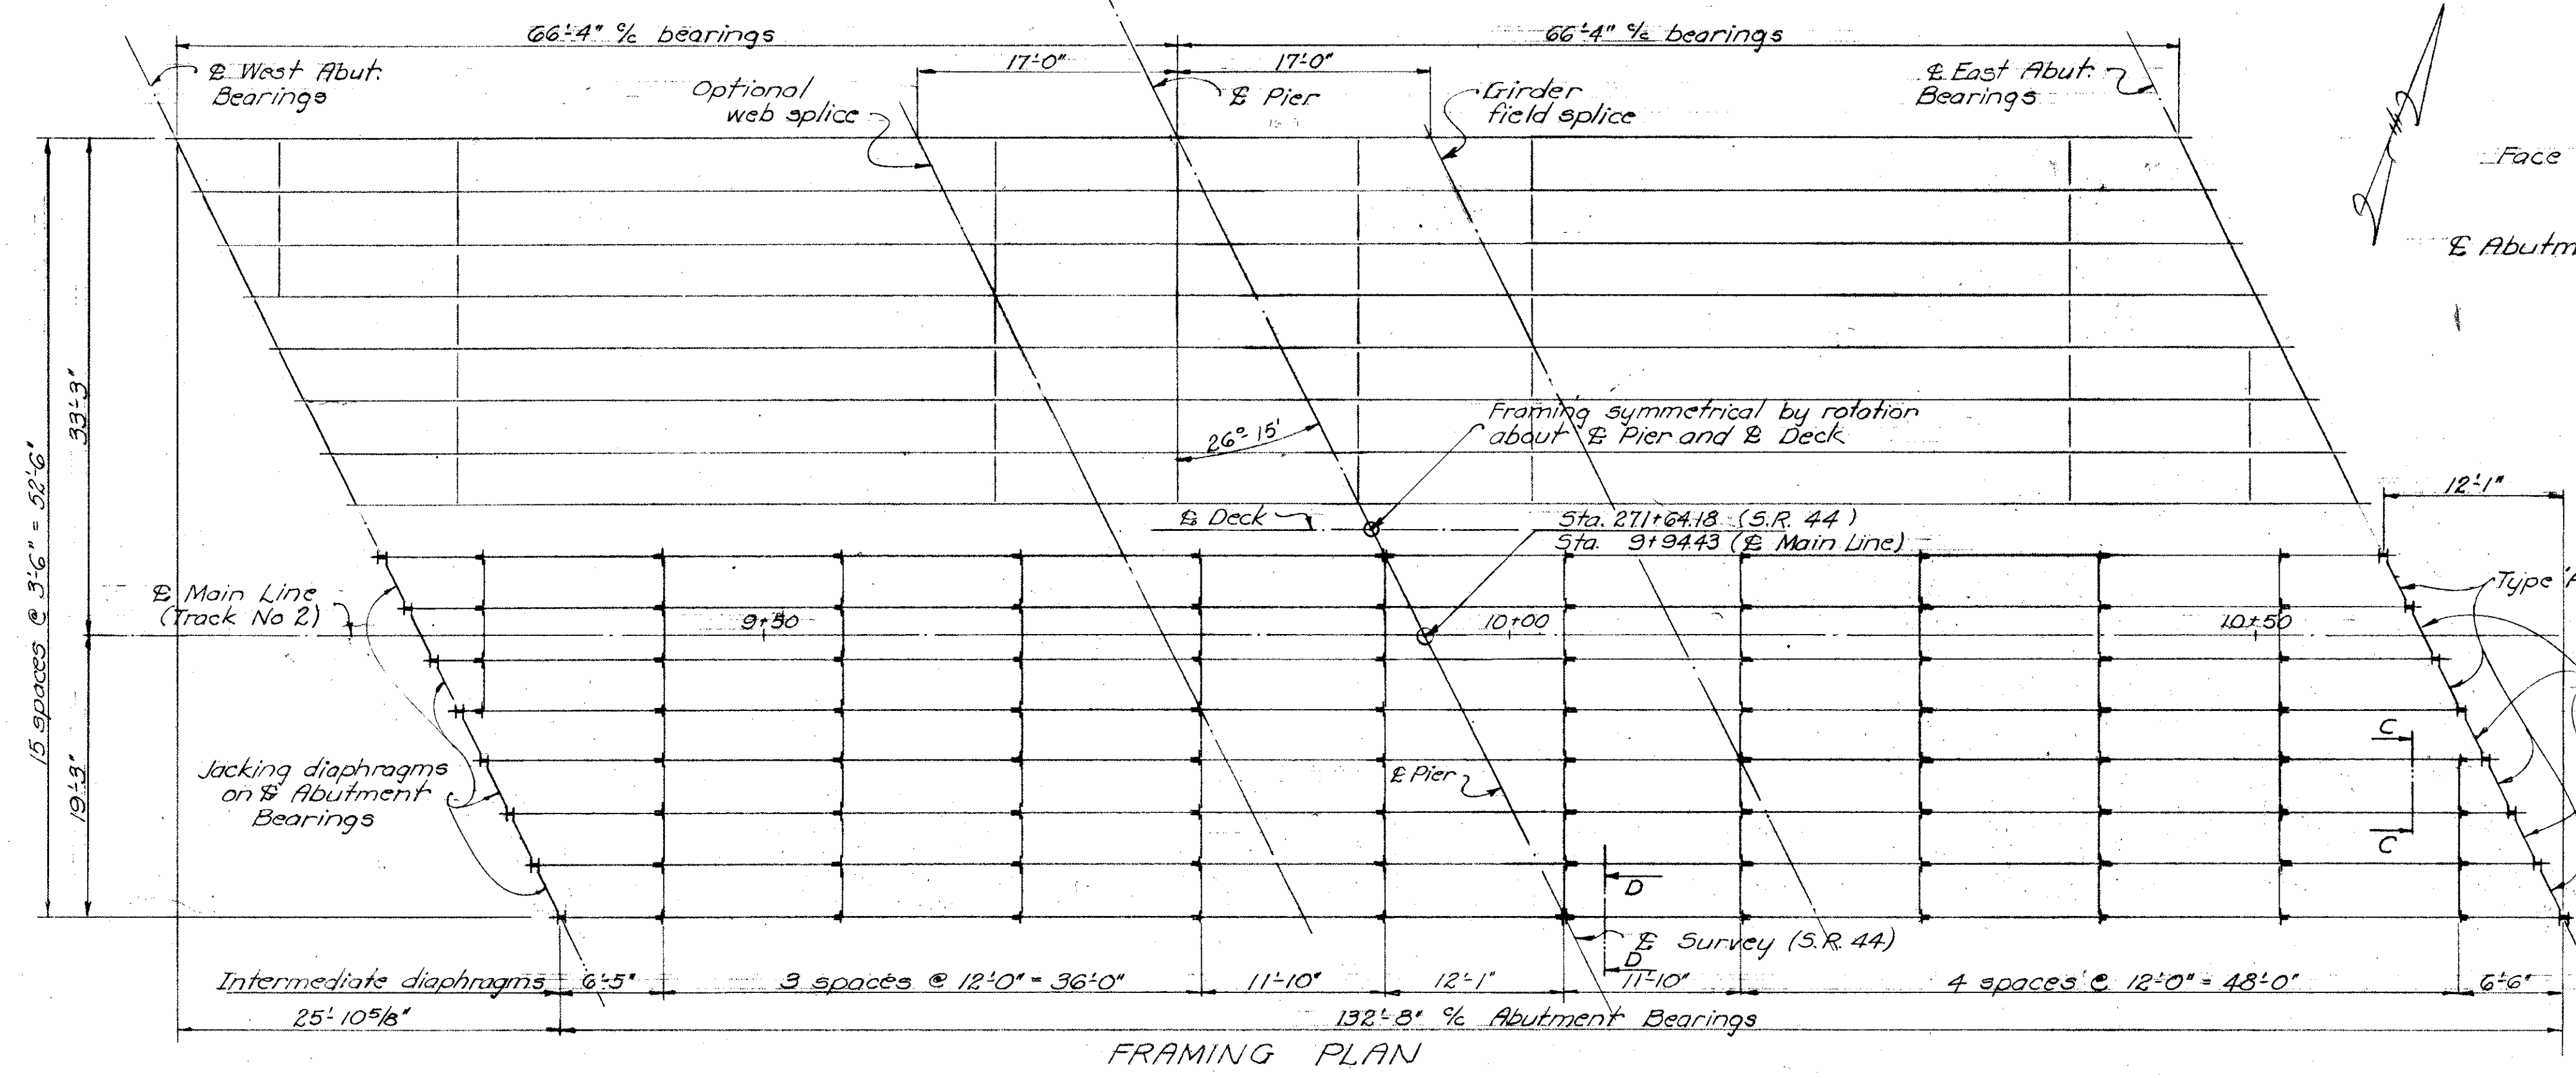 66'-4" c/c bearings
66'-4" c/c bearings
17'-0"
17'-0"
℄ West Abut.
Bearings
Optional
web splice
℄ Pier
Girder
field splice
℄ East Abut.
Bearings
Face
℄ Abutm
15 spaces @ 3'-6" = 52'-6"
33'-3"
19'-3"
26°-15'
Framing symmetrical by rotation
about ℄ Pier and ℄ Deck
℄ Deck
Sta. 271+64.18 (S.R. 44)
Sta. 9+94.43 (℄ Main Line)
12'-1"
℄ Main Line
(Track No 2)
9+50
10+00
10+50
Type 'A
Jacking diaphragms
on ℄ Abutment
Bearings
℄ Pier
C
C
D
D
℄ Survey (S.R. 44)
Intermediate diaphragms
6'-5"
3 spaces @ 12'-0" = 36'-0"
11'-10"
12'-1"
11'-10"
4 spaces @ 12'-0" = 48'-0"
6'-6"
25'-10 5/8"
132'-8" c/c Abutment Bearings
FRAMING PLAN